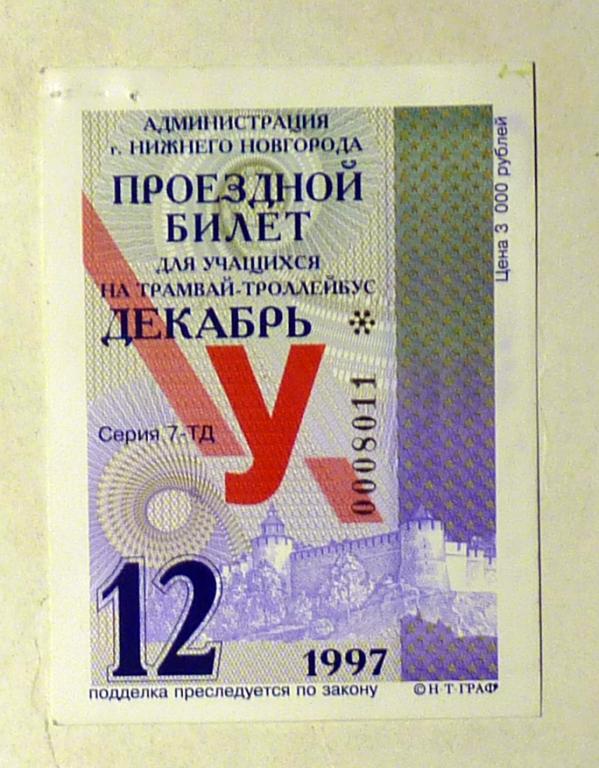 АДМИНИСТРАЦИЯ
г. НИЖНЕГО НОВГОРОДА
ПРОЕЗДНОЙ
БИЛЕТ
ДЛЯ УЧАЩИХСЯ
НА ТРАМВАЙ-ТРОЛЛЕЙБУС
ДЕКАБРЬ
У
Серия 7-ТД
0008011
12
1997
подделка преследуется по закону
© Н·Т·ГРАФ
Цена 3 000 рублей